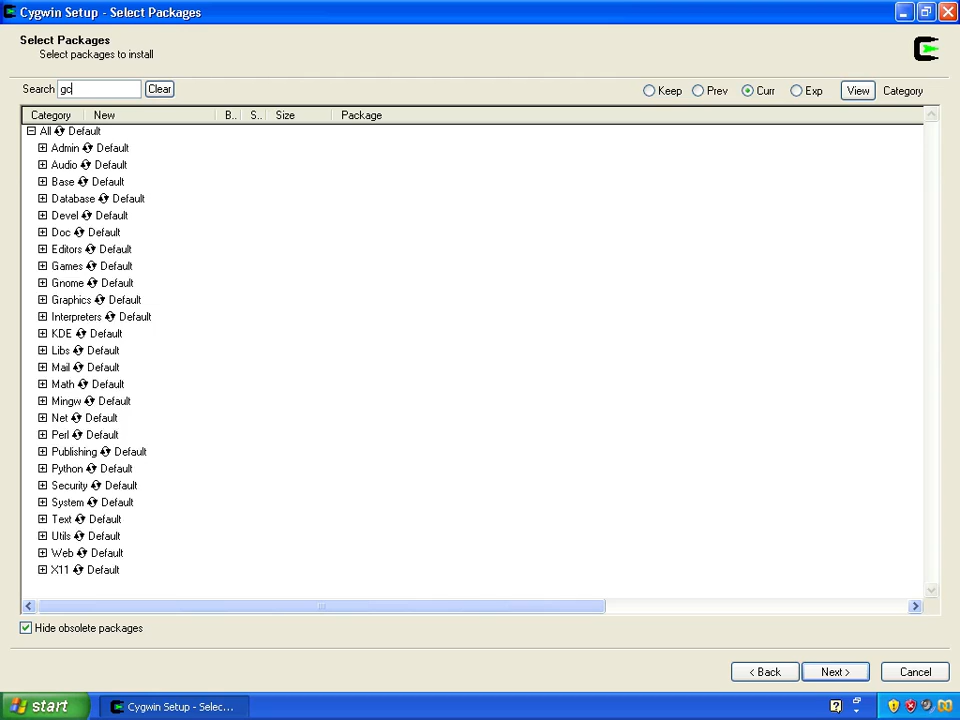 Cygwin Setup - Select Packages
Select Packages
Select packages to install
Search gc Clear Keep Prev Curr Exp View Category
Category New B.. S.. Size Package
All Default
Admin Default
Audio Default
Base Default
Database Default
Devel Default
Doc Default
Editors Default
Games Default
Gnome Default
Graphics Default
Interpreters Default
KDE Default
Libs Default
Mail Default
Math Default
Mingw Default
Net Default
Perl Default
Publishing Default
Python Default
Security Default
System Default
Text Default
Utils Default
Web Default
X11 Default
Hide obsolete packages
< Back Next > Cancel
start Cygwin Setup - Selec...